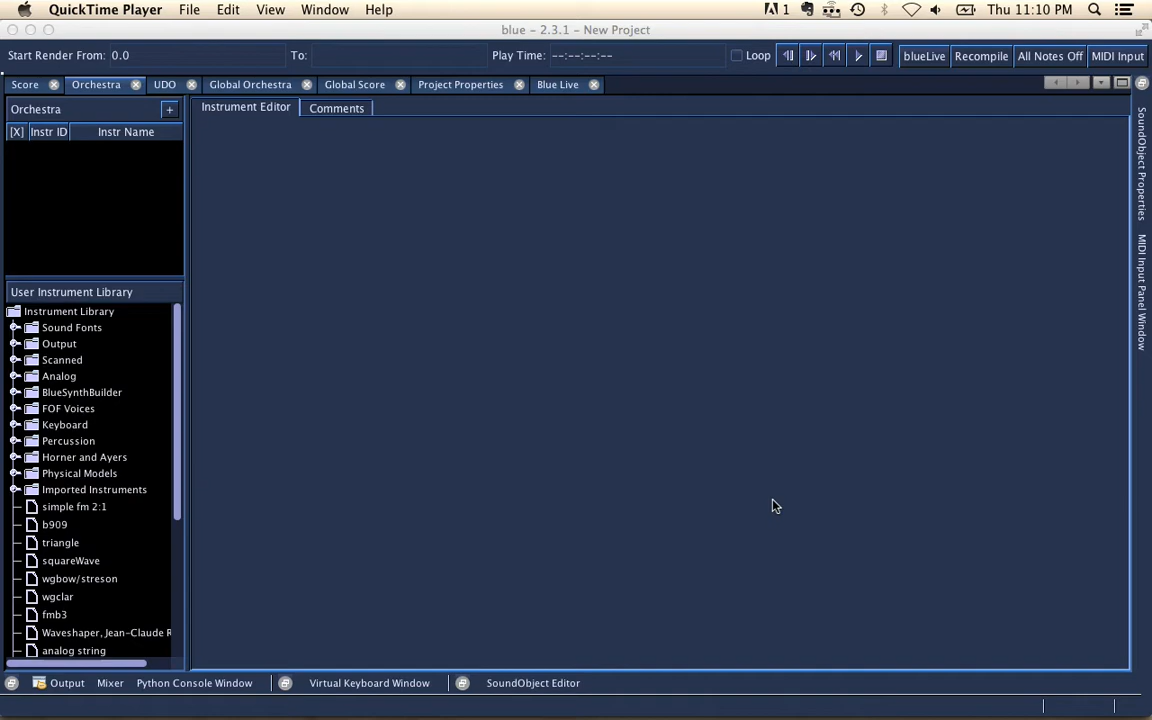 QuickTime Player File Edit View Window Help 1 Thu 11:10 PM
blue - 2.3.1 - New Project
Start Render From: 0.0 To: Play Time: --:--:--:-- Loop blueLive Recompile All Notes Off MIDI Input
Score Orchestra UDO Global Orchestra Global Score Project Properties Blue Live
Orchestra +
Instrument Editor Comments
[X] Instr ID Instr Name
User Instrument Library
Instrument Library
Sound Fonts
Output
Scanned
Analog
BlueSynthBuilder
FOF Voices
Keyboard
Percussion
Horner and Ayers
Physical Models
Imported Instruments
simple fm 2:1
b909
triangle
squareWave
wgbow/streson
wgclar
fmb3
Waveshaper, Jean-Claude R
analog string
SoundObject Properties
MIDI Input Panel Window
Output Mixer Python Console Window Virtual Keyboard Window SoundObject Editor